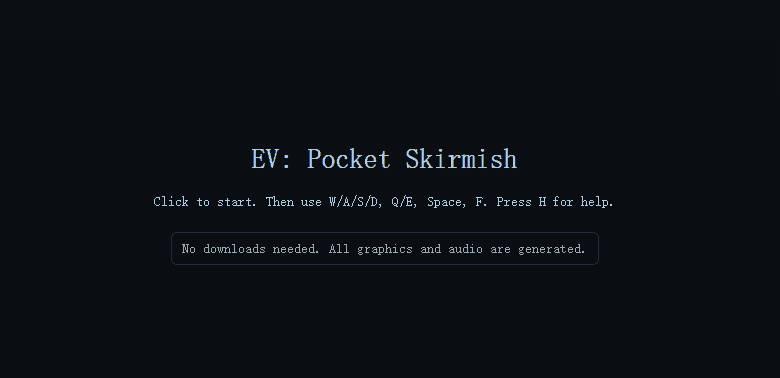 EV: Pocket Skirmish
Click to start. Then use W/A/S/D, Q/E, Space, F. Press H for help.
No downloads needed. All graphics and audio are generated.